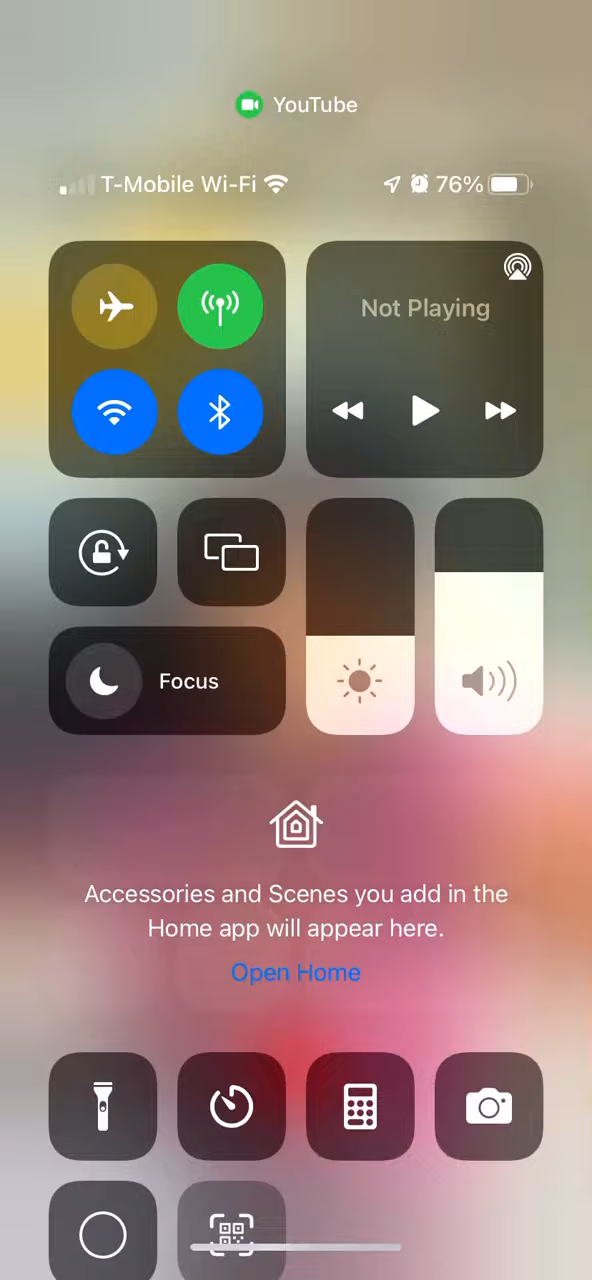 YouTube
T-Mobile Wi-Fi 76%
Not Playing
Focus
Accessories and Scenes you add in the
Home app will appear here.
Open Home